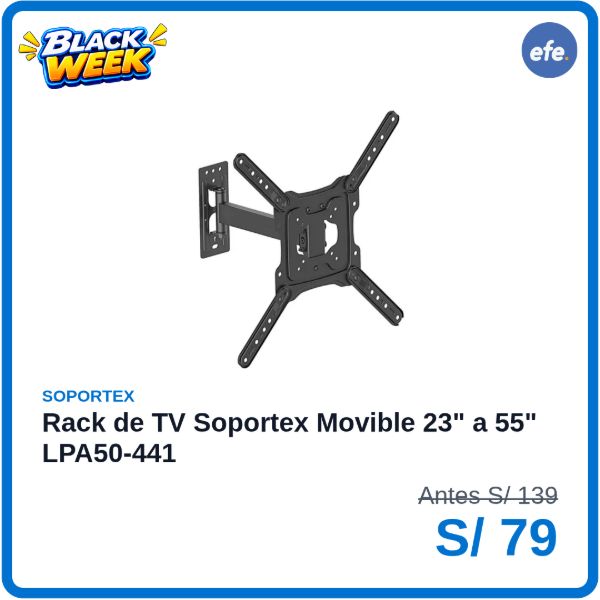 BLACK
WEEK
efe.
SOPORTEX
Rack de TV Soportex Movible 23" a 55"
LPA50-441
Antes S/ 139
S/ 79